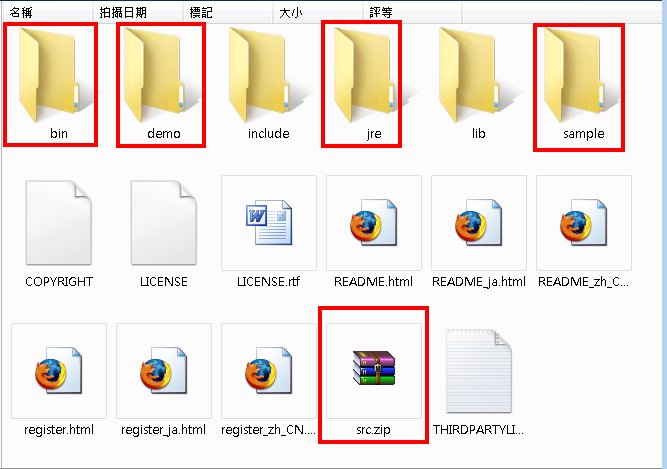 名稱 拍攝日期 標記 大小 評等
bin demo include jre lib sample
COPYRIGHT LICENSE LICENSE.rtf README.html README_ja.html README_zh_C...
register.html register_ja.html register_zh_CN.... src.zip THIRDPARTYLI...